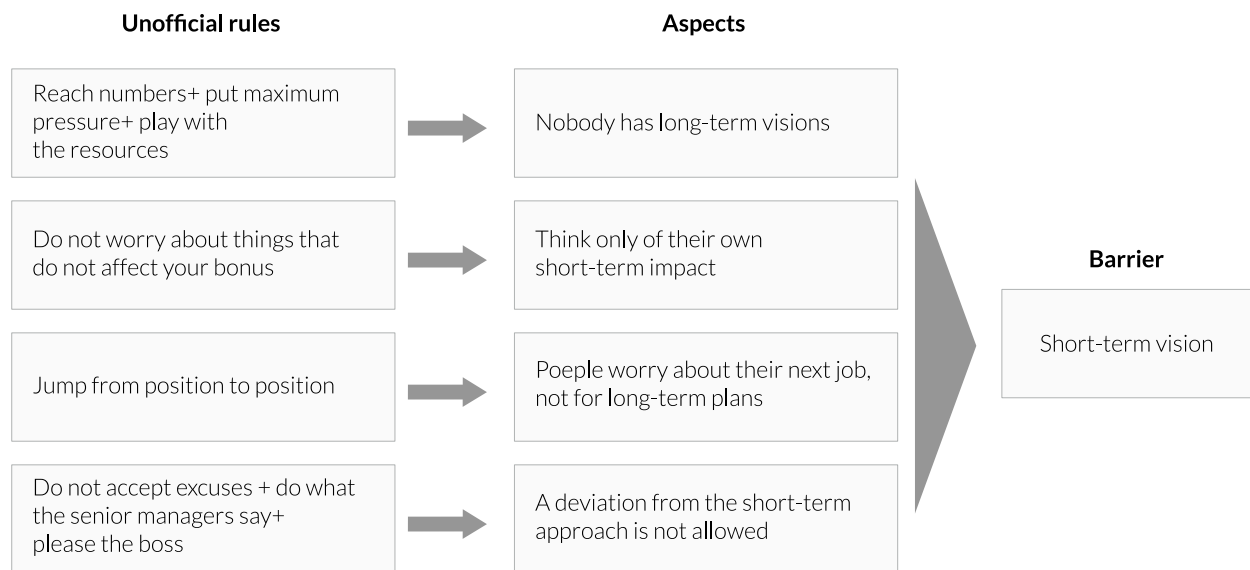 Unofficial rules
Aspects
Reach numbers+ put maximum
pressure+ play with
the resources
Nobody has long-term visions
Do not worry about things that
do not affect your bonus
Think only of their own
short-term impact
Barrier
Short-term vision
Jump from position to position
Poeple worry about their next job,
not for long-term plans
Do not accept excuses + do what
the senior managers say+
please the boss
A deviation from the short-term
approach is not allowed